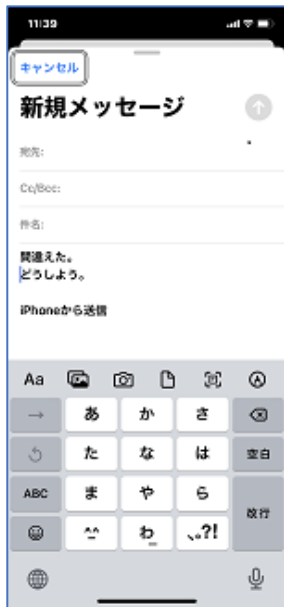 11:39
キャンセル
新規メッセージ
宛先:
Cc/Bcc:
件名:
間違えた。
どうしよう。
iPhoneから送信
Aa
→ あ か さ
た な は 空白
ABC ま や ら 改行
^^ わ_ 、。?!